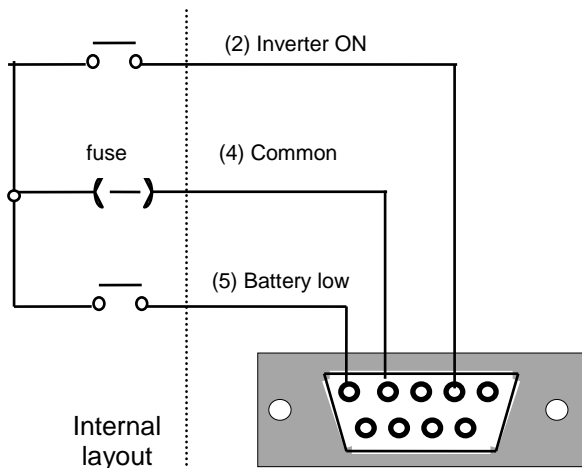 (2) Inverter ON
fuse
(4) Common
(5) Battery low
Internal
layout